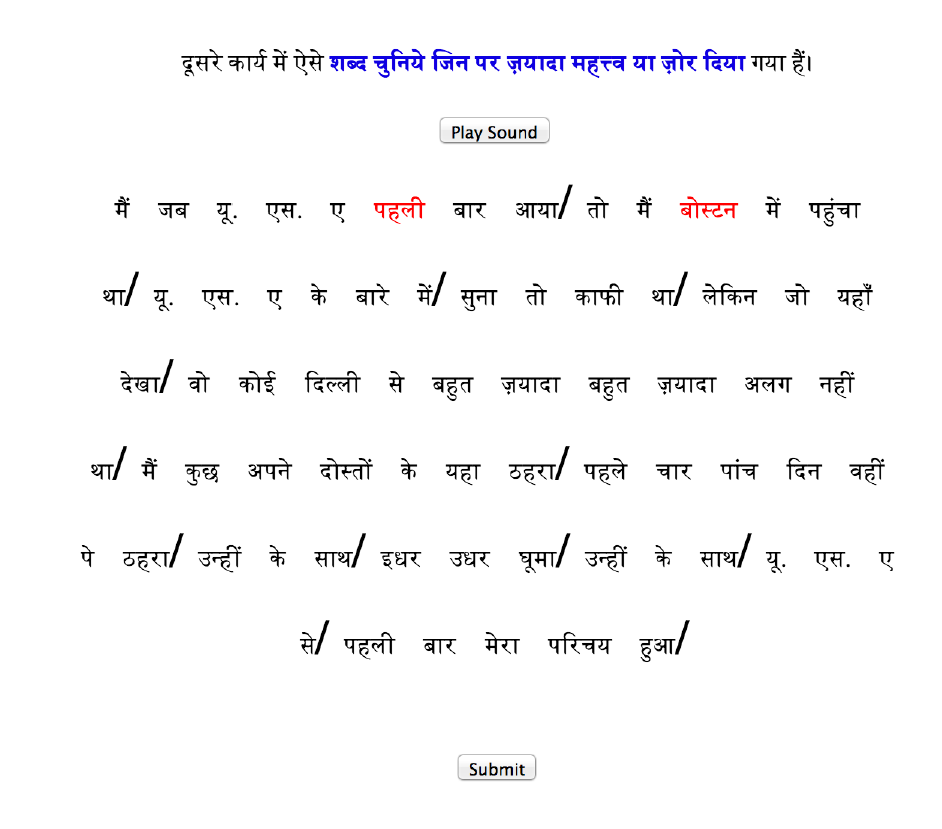 दूसरे कार्य में ऐसे शब्द चुनिये जिन पर ज़यादा महत्त्व या ज़ोर दिया गया हैं।
Play Sound
मैं जब यू. एस. ए पहली बार आया/ तो मैं बोस्टन में पहुंचा
था/ यू. एस. ए के बारे में/ सुना तो काफी था/ लेकिन जो यहाँ
देखा/ वो कोई दिल्ली से बहुत ज़यादा बहुत ज़यादा अलग नहीं
था/ मैं कुछ अपने दोस्तों के यहा ठहरा/ पहले चार पांच दिन वहीं
पे ठहरा/ उन्हीं के साथ/ इधर उधर घूमा/ उन्हीं के साथ/ यू. एस. ए
से/ पहली बार मेरा परिचय हुआ/
Submit